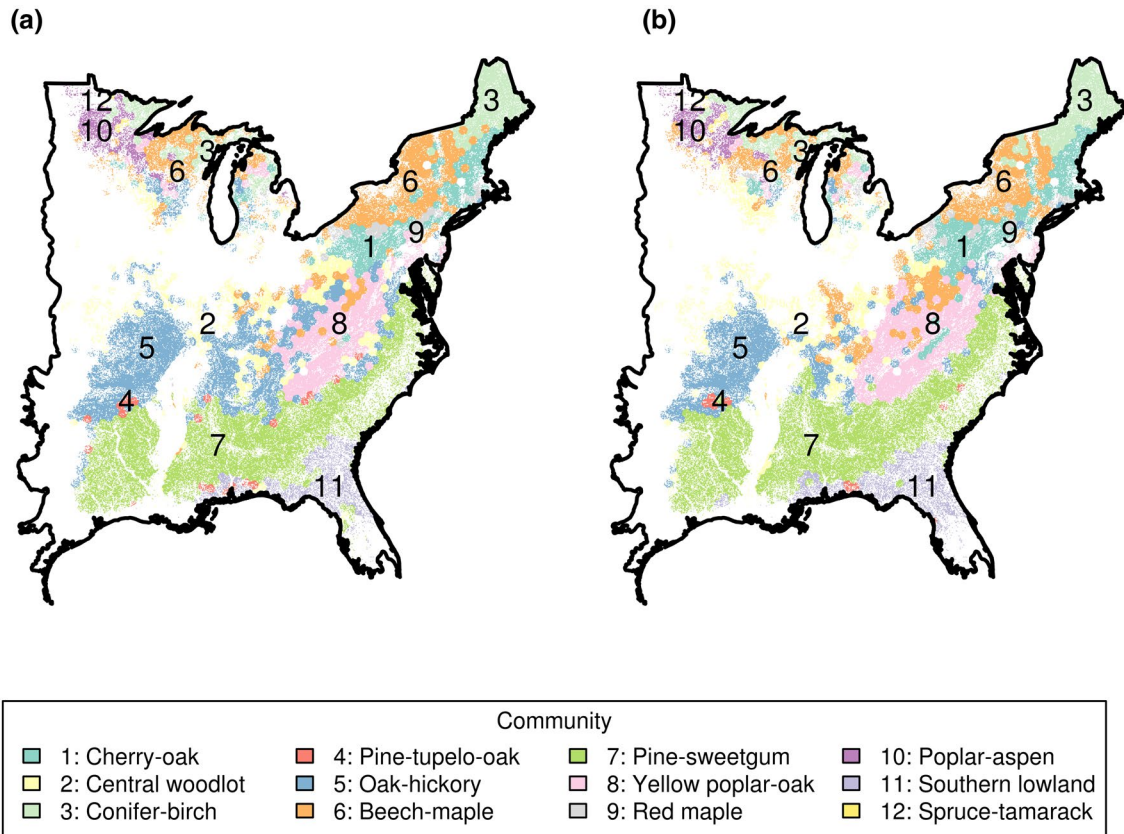 (a) (b)
12 12
3 3
10 10
3 3
6 6
6 6
9 9
1 1
2 2
8 8
5 5
4 4
7 7
11 11
Community
1: Cherry-oak 4: Pine-tupelo-oak 7: Pine-sweetgum 10: Poplar-aspen
2: Central woodlot 5: Oak-hickory 8: Yellow poplar-oak 11: Southern lowland
3: Conifer-birch 6: Beech-maple 9: Red maple 12: Spruce-tamarack